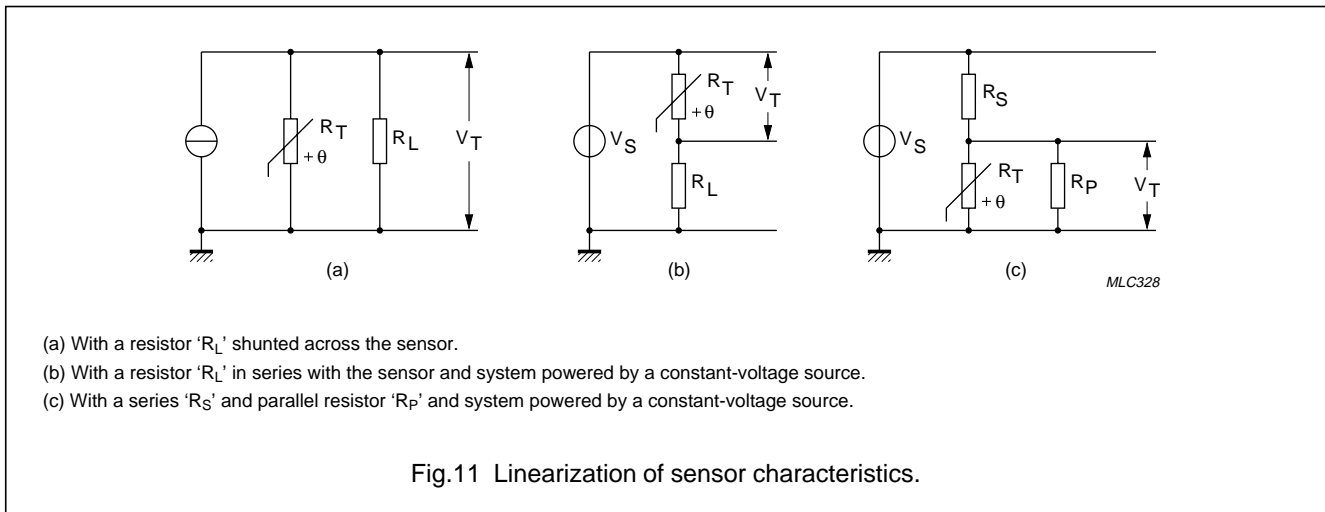 R_T
+ θ
R_L
V_T
(a)
V_S
R_T
+ θ
V_T
R_L
(b)
V_S
R_S
R_T
+ θ
R_P
V_T
(c)
MLC328
(a) With a resistor ‘R_L’ shunted across the sensor.
(b) With a resistor ‘R_L’ in series with the sensor and system powered by a constant-voltage source.
(c) With a series ‘R_S’ and parallel resistor ‘R_P’ and system powered by a constant-voltage source.
Fig.11 Linearization of sensor characteristics.